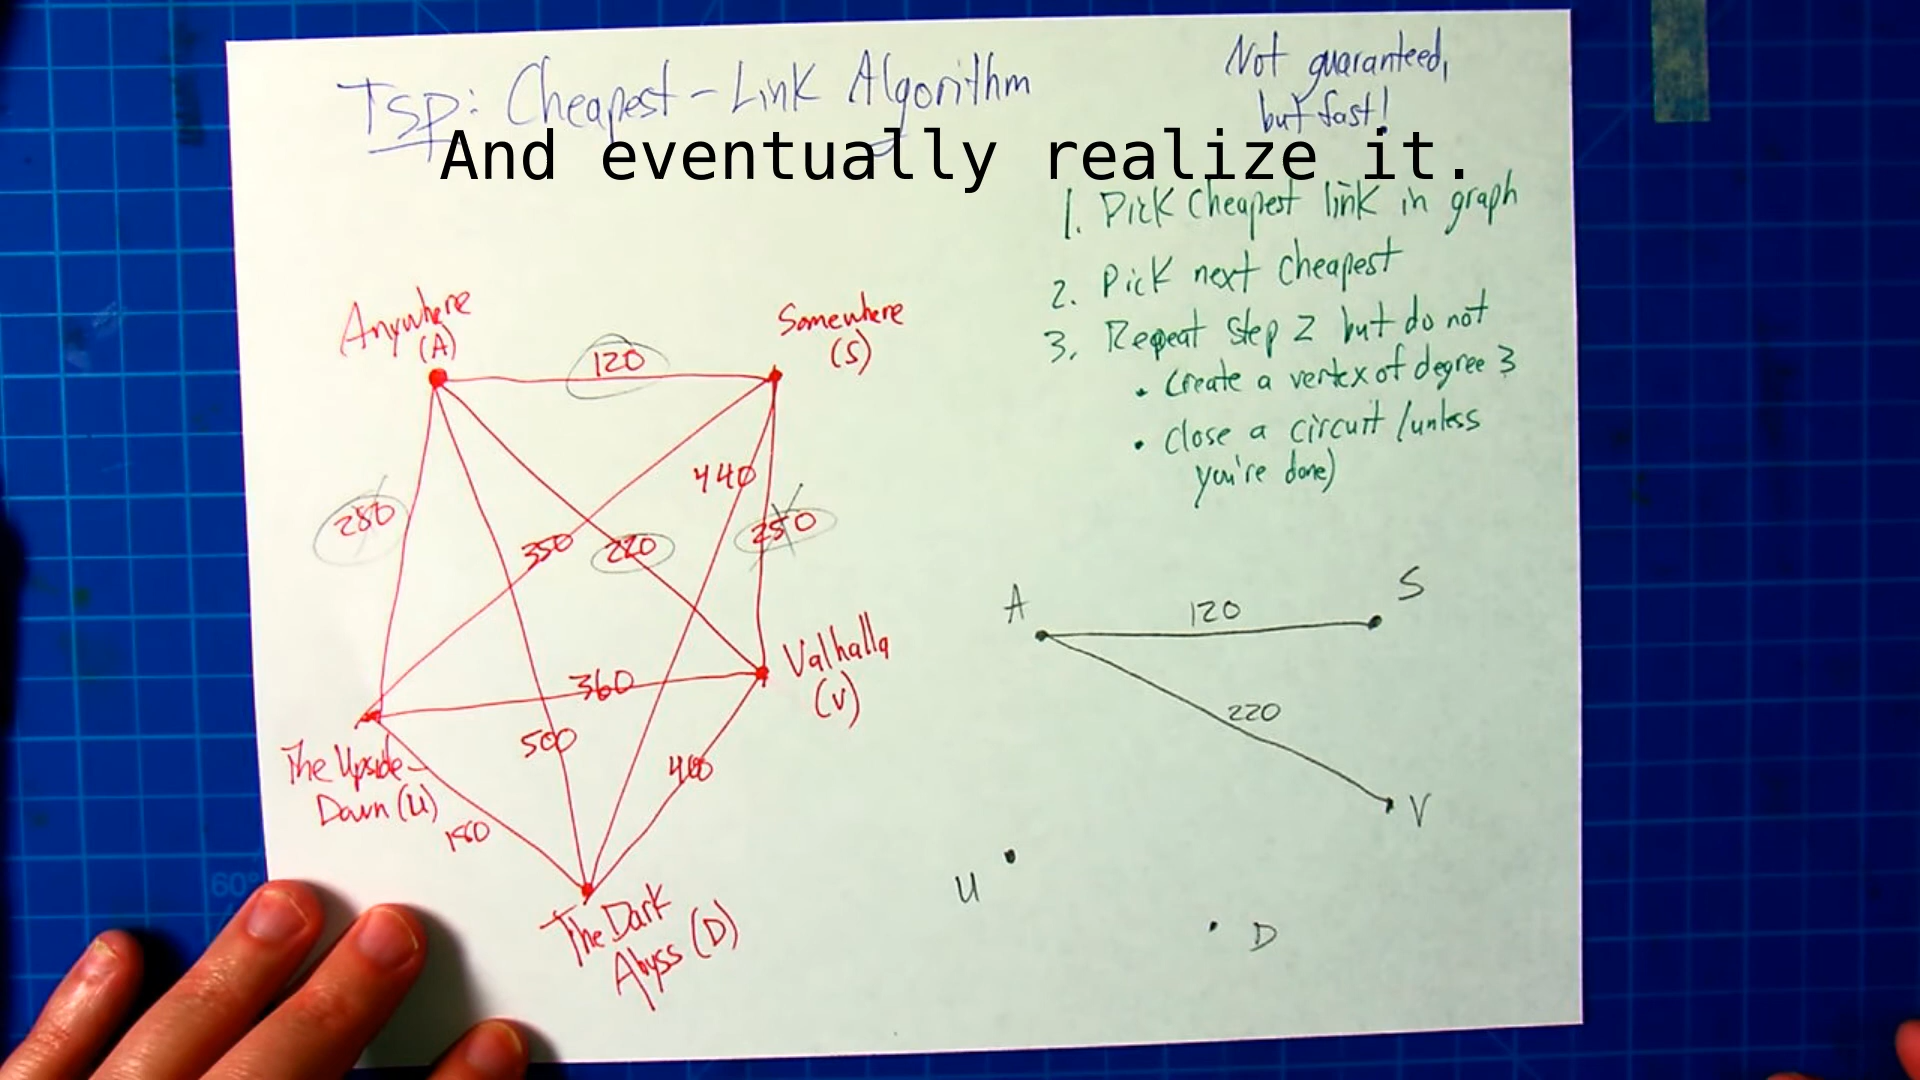 TSP: Cheapest-Link Algorithm
Not guaranteed,
but fast!
And eventually realize it.
1. Pick cheapest link in graph
2. Pick next cheapest
3. Repeat step 2 but do not
• Create a vertex of degree 3
• Close a circuit (unless
you're done)
Anywhere
(A)
Somewhere
(S)
120
440
280
350
220
250
360
Valhalla
(V)
500
The Upside-
Down (U)
The Dark
Abyss (D)
A
120
S
220
V
U
D
60°